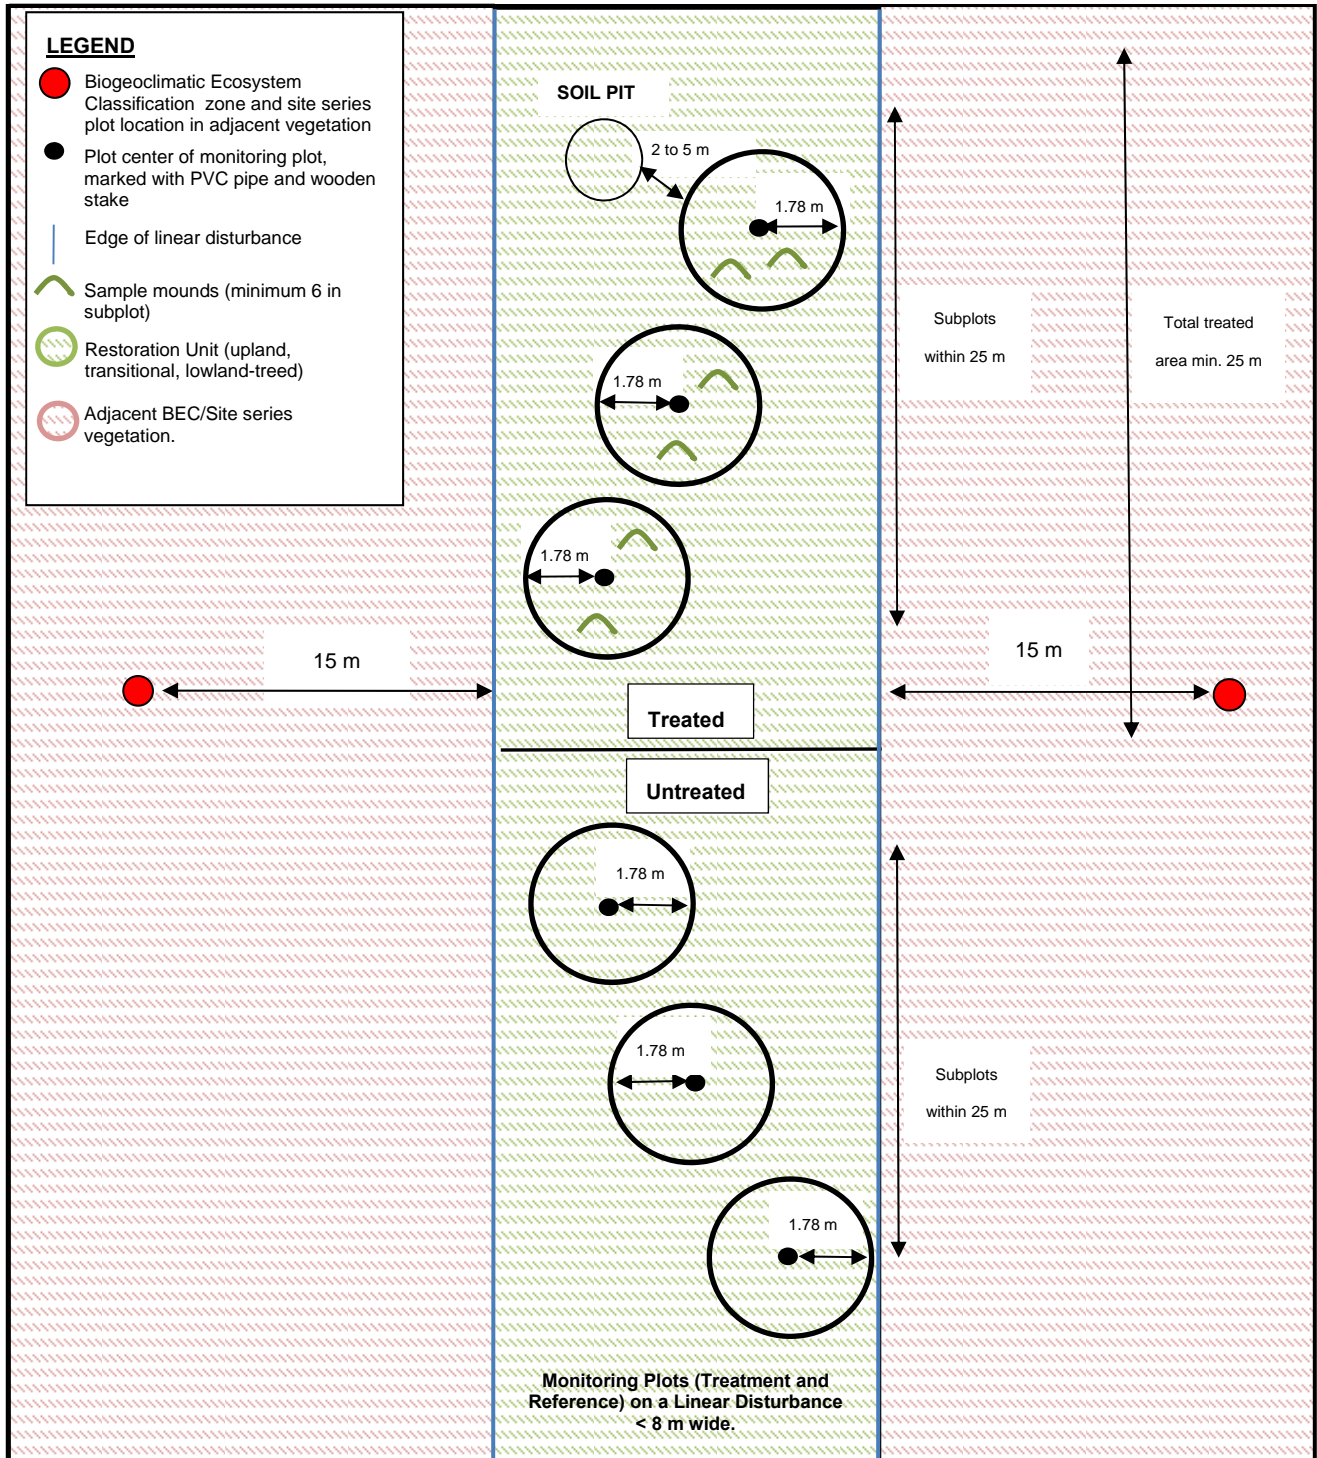 LEGEND
Biogeoclimatic Ecosystem
Classification zone and site series
plot location in adjacent vegetation
Plot center of monitoring plot,
marked with PVC pipe and wooden
stake
Edge of linear disturbance
Sample mounds (minimum 6 in
subplot)
Restoration Unit (upland,
transitional, lowland-treed)
Adjacent BEC/Site series
vegetation.
SOIL PIT
2 to 5 m
1.78 m
1.78 m
1.78 m
Subplots
within 25 m
Total treated
area min. 25 m
15 m
15 m
Treated
Untreated
1.78 m
1.78 m
1.78 m
Subplots
within 25 m
Monitoring Plots (Treatment and
Reference) on a Linear Disturbance
< 8 m wide.